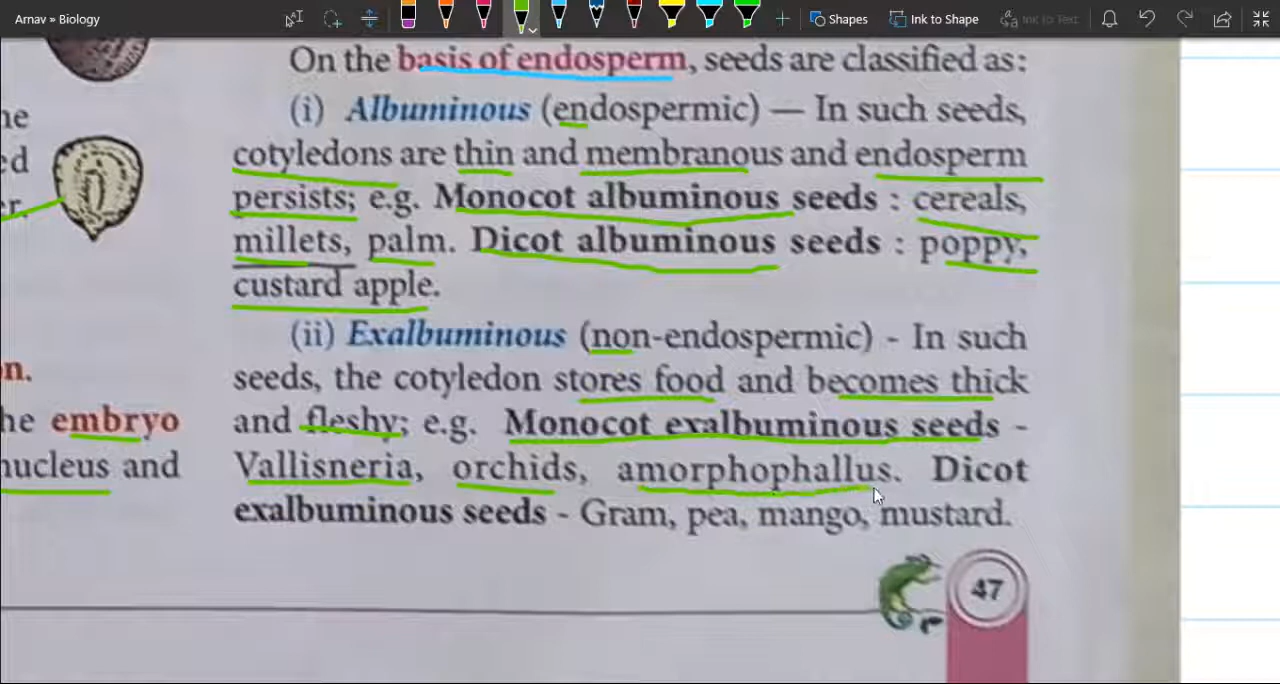 Arnav » Biology
Shapes
Ink to Shape
Ink to Text
On the basis of endosperm, seeds are classified as:
(i) Albuminous (endospermic) — In such seeds,
cotyledons are thin and membranous and endosperm
persists; e.g. Monocot albuminous seeds : cereals,
millets, palm. Dicot albuminous seeds : poppy,
custard apple.
(ii) Exalbuminous (non-endospermic) - In such
seeds, the cotyledon stores food and becomes thick
and fleshy; e.g. Monocot exalbuminous seeds -
Vallisneria, orchids, amorphophallus. Dicot
exalbuminous seeds - Gram, pea, mango, mustard.
embryo
nucleus and
47